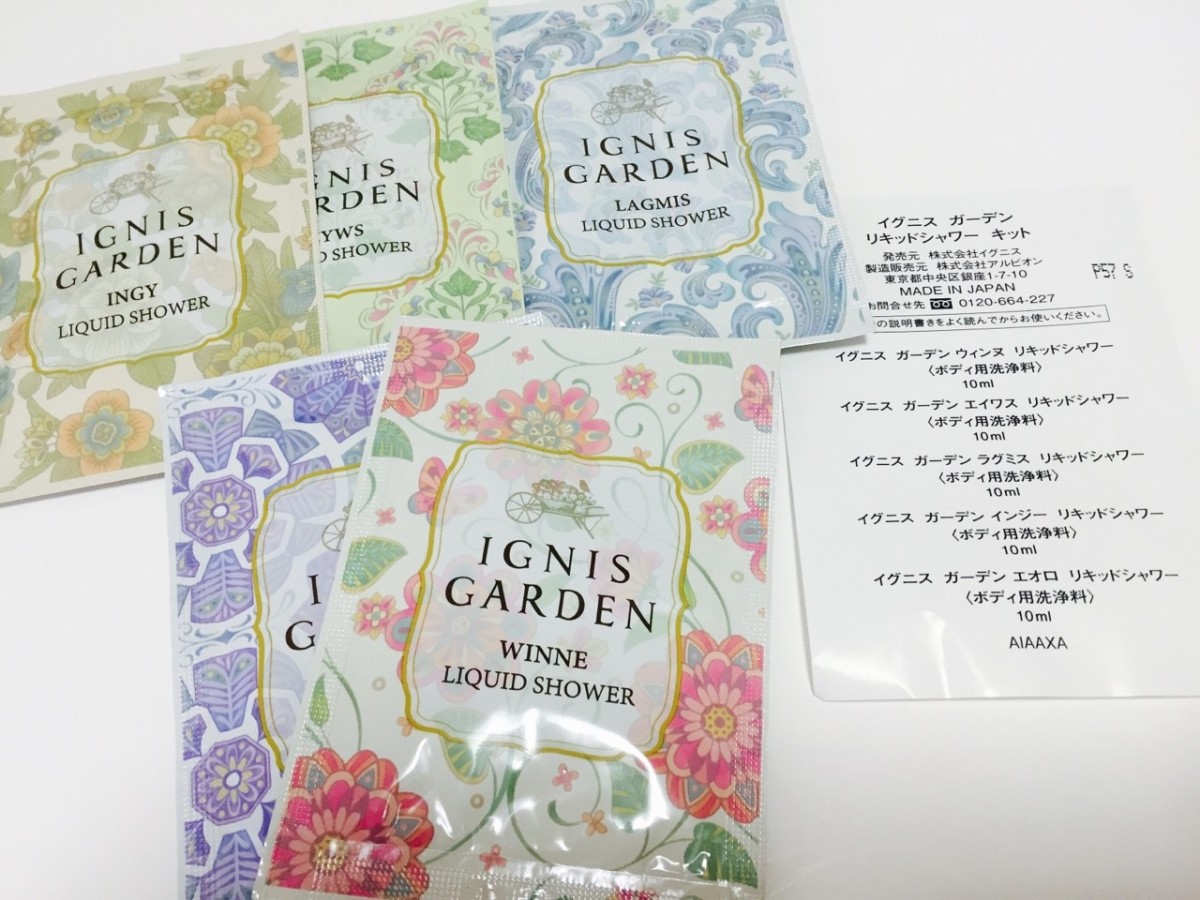 IGNIS
GARDEN
INGY
LIQUID SHOWER
GNIS
RDEN
YWS
D SHOWER
IGNIS
GARDEN
LAGMIS
LIQUID SHOWER
I
G
IGNIS
GARDEN
WINNE
LIQUID SHOWER
イグニス ガーデン
リキッドシャワー キット
発売元 株式会社イグニス
製造販売元 株式会社アルビオン
東京都中央区銀座1-7-10
MADE IN JAPAN
お問合せ先 0120-664-227
の説明書きをよく読んでからお使いください。
P57 S
イグニス ガーデン ウィンヌ リキッドシャワー
〈ボディ用洗浄料〉
10ml
イグニス ガーデン エイワス リキッドシャワー
〈ボディ用洗浄料〉
10ml
イグニス ガーデン ラグミス リキッドシャワー
〈ボディ用洗浄料〉
10ml
イグニス ガーデン インジー リキッドシャワー
〈ボディ用洗浄料〉
10ml
イグニス ガーデン エオロ リキッドシャワー
〈ボディ用洗浄料〉
10ml
AIAAXA